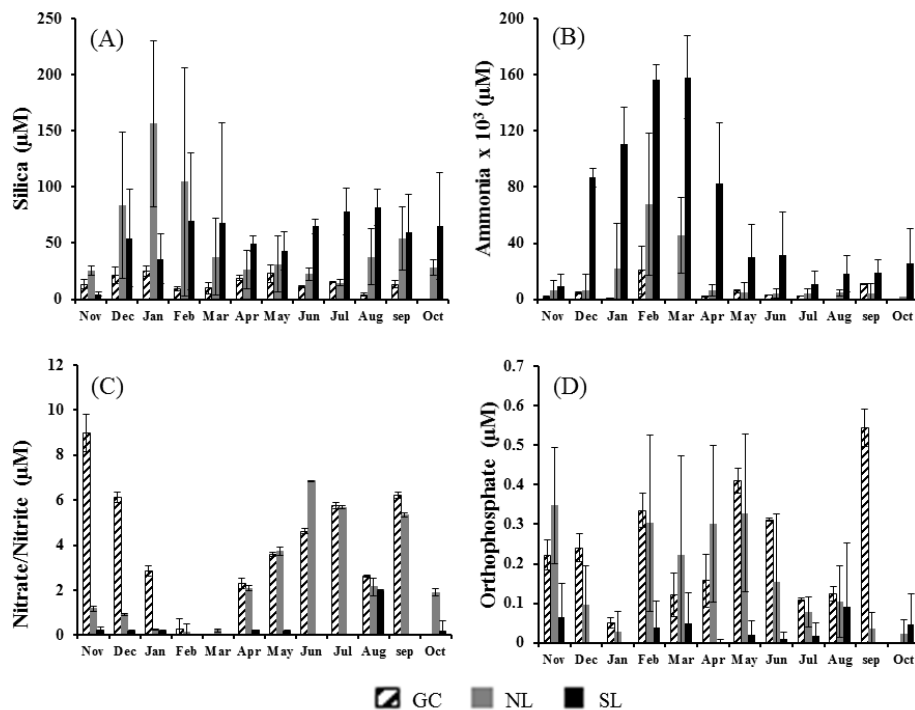 (A)
Silica (µM)
250
200
150
100
50
0
Nov Dec Jan Feb Mar Apr May Jun Jul Aug sep Oct
(B)
Ammonia x 10³ (µM)
200
160
120
80
40
0
Nov Dec Jan Feb Mar Apr May Jun Jul Aug sep Oct
(C)
Nitrate/Nitrite (µM)
12
10
8
6
4
2
0
Nov Dec Jan Feb Mar Apr May Jun Jul Aug sep Oct
(D)
Orthophosphate (µM)
0.7
0.6
0.5
0.4
0.3
0.2
0.1
0
Nov Dec Jan Feb Mar Apr May Jun Jul Aug sep Oct
GC NL SL